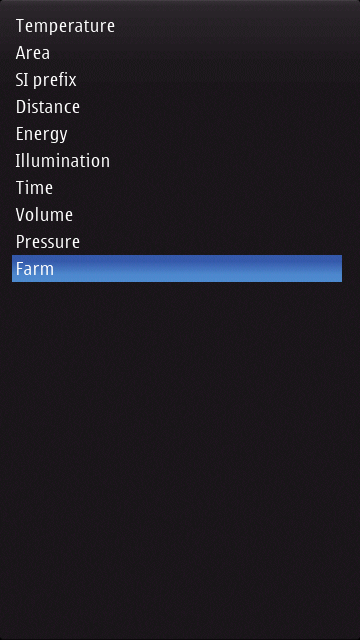 Temperature
Area
SI prefix
Distance
Energy
Illumination
Time
Volume
Pressure
Farm